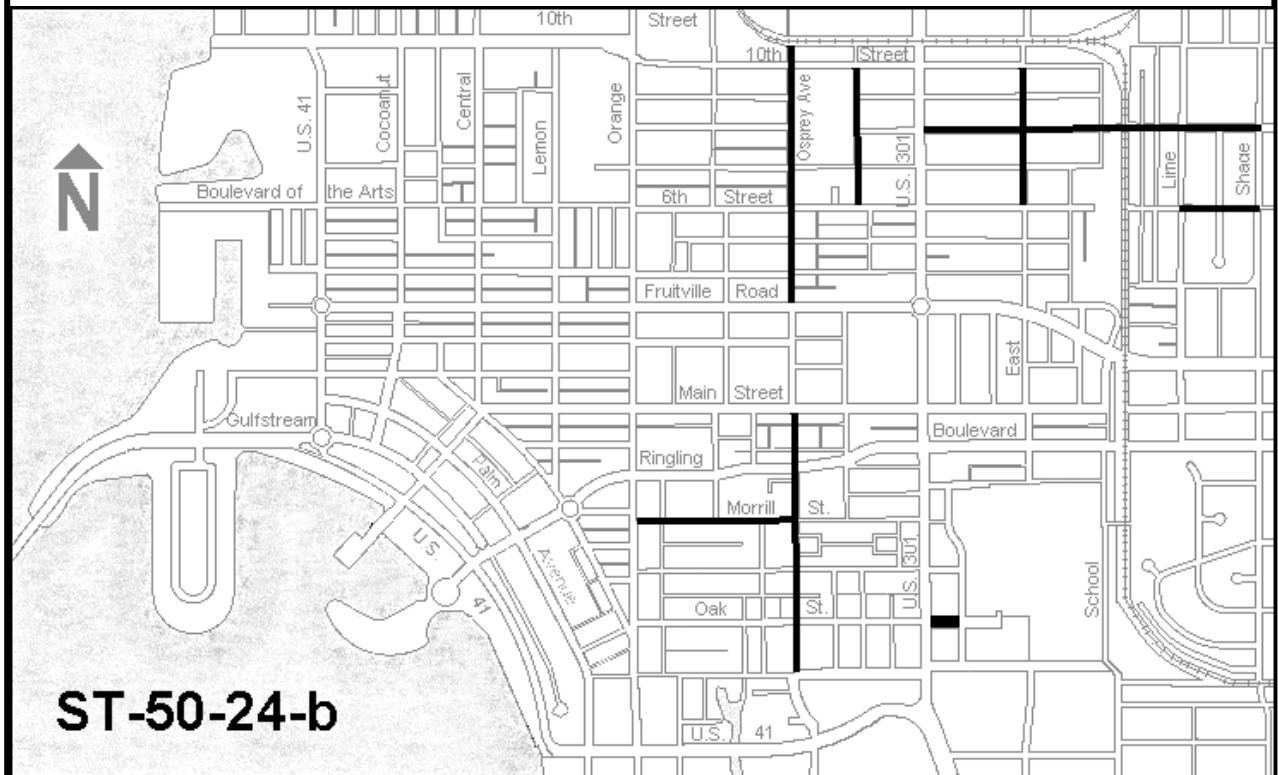 10th Street
10th Street
U.S. 41
Cocoanut
Central
Lemon
Orange
Osprey Ave
U.S. 301
Lime
Shade
N
Boulevard of the Arts
6th Street
Fruitville Road
East
Main Street
Gulfstream
Boulevard
Ringling
Palm
Morrill St.
U.S. 41
Avenue
U.S. 301
School
Oak St.
ST-50-24-b
U.S. 41